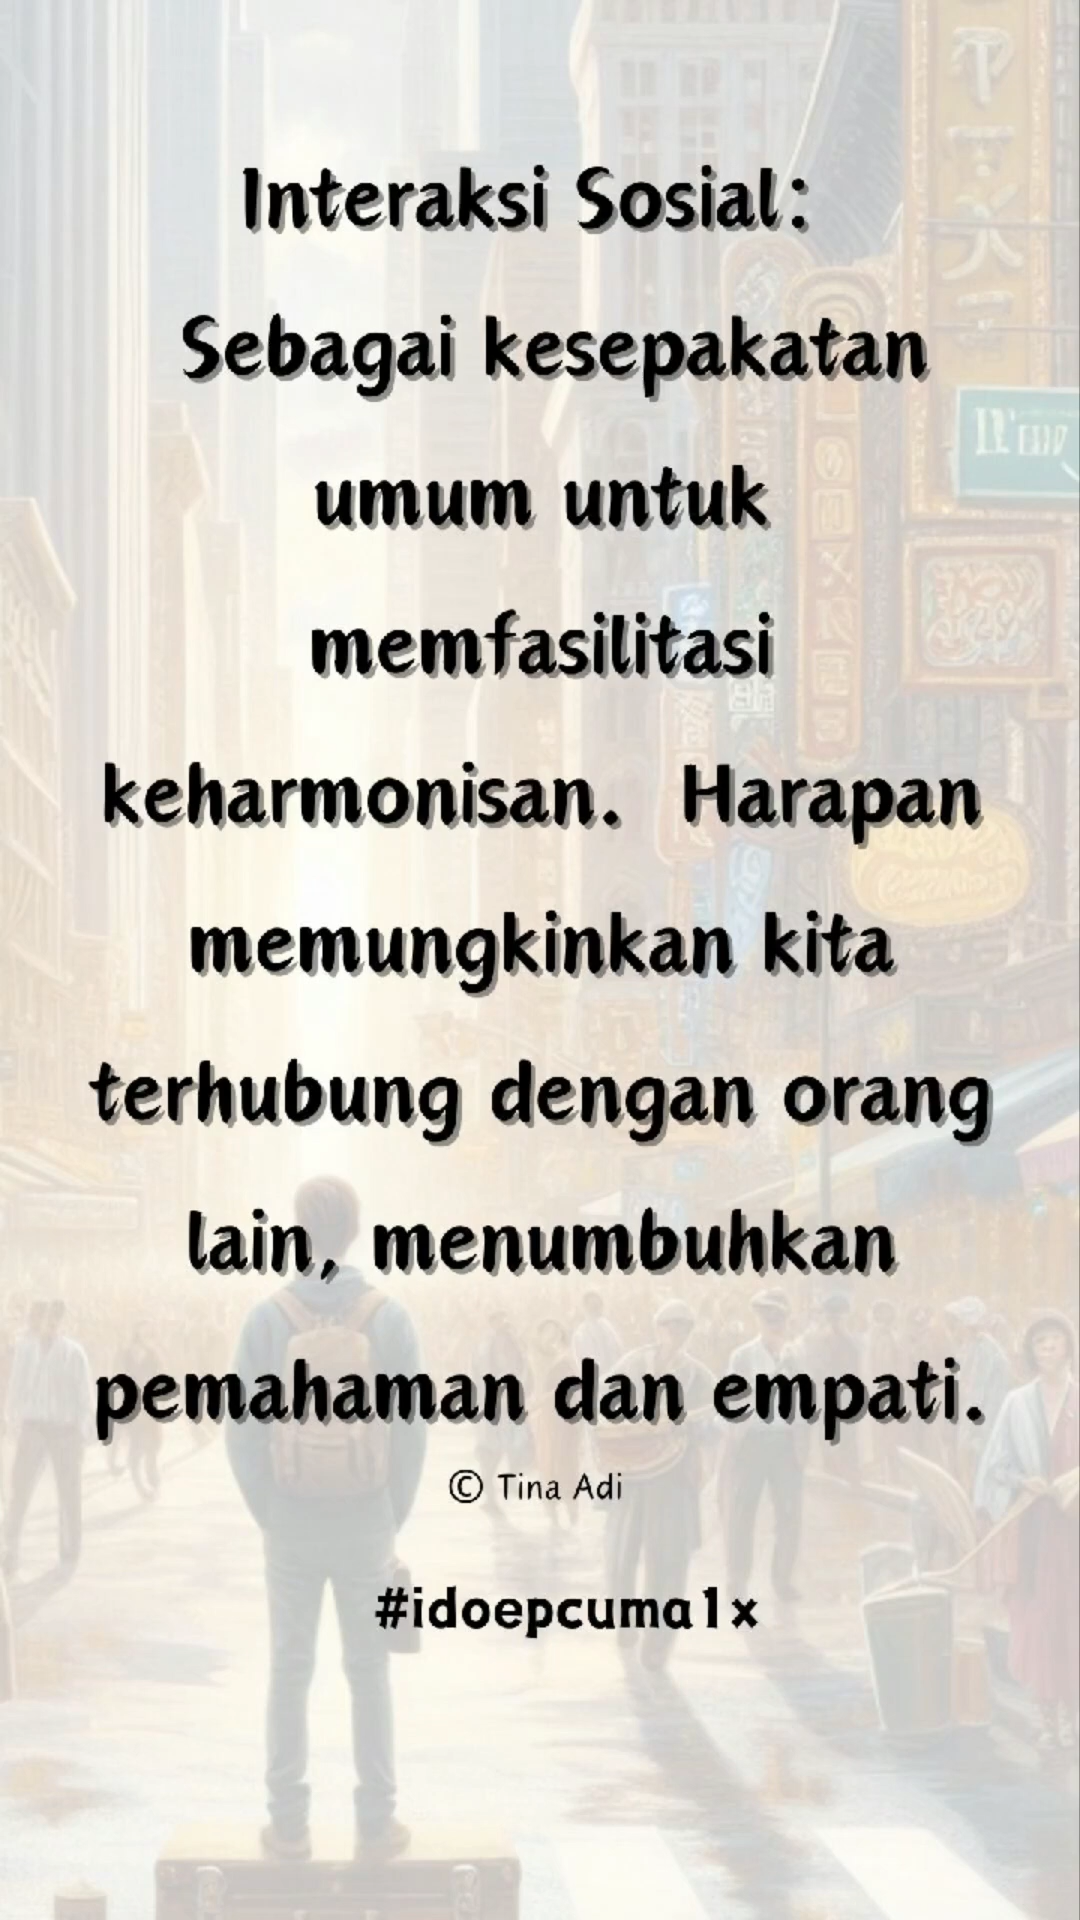 Interaksi Sosial:
Sebagai kesepakatan
umum untuk
memfasilitasi
keharmonisan. Harapan
memungkinkan kita
terhubung dengan orang
lain, menumbuhkan
pemahaman dan empati.
© Tina Adi
#idoepcuma1x